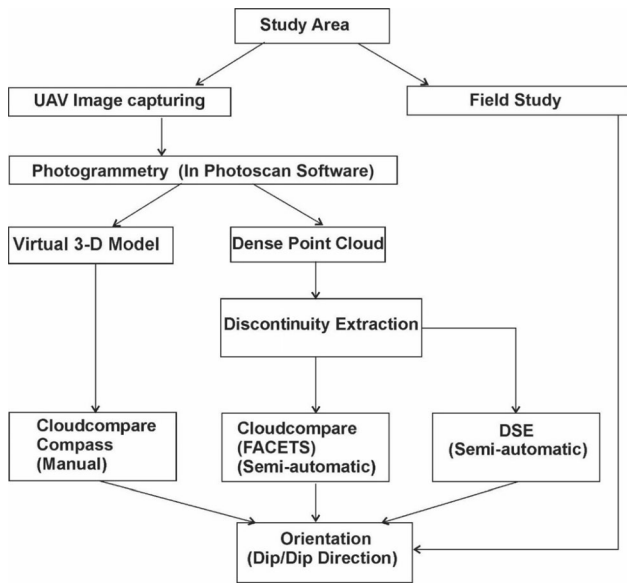 Study Area
UAV Image capturing
Field Study
Photogrammetry (In Photoscan Software)
Virtual 3-D Model
Dense Point Cloud
Discontinuity Extraction
Cloudcompare
Compass
(Manual)
Cloudcompare
(FACETS)
(Semi-automatic)
DSE
(Semi-automatic)
Orientation
(Dip/Dip Direction)